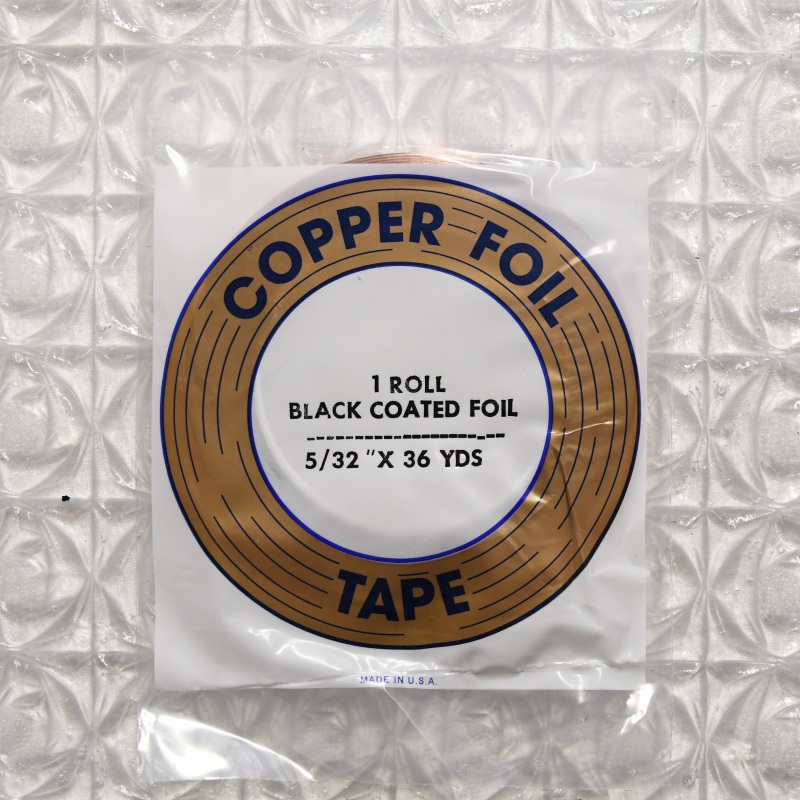 COPPER FOIL
1 ROLL
BLACK COATED FOIL
5/32 "X 36 YDS
TAPE
MADE IN U.S.A.